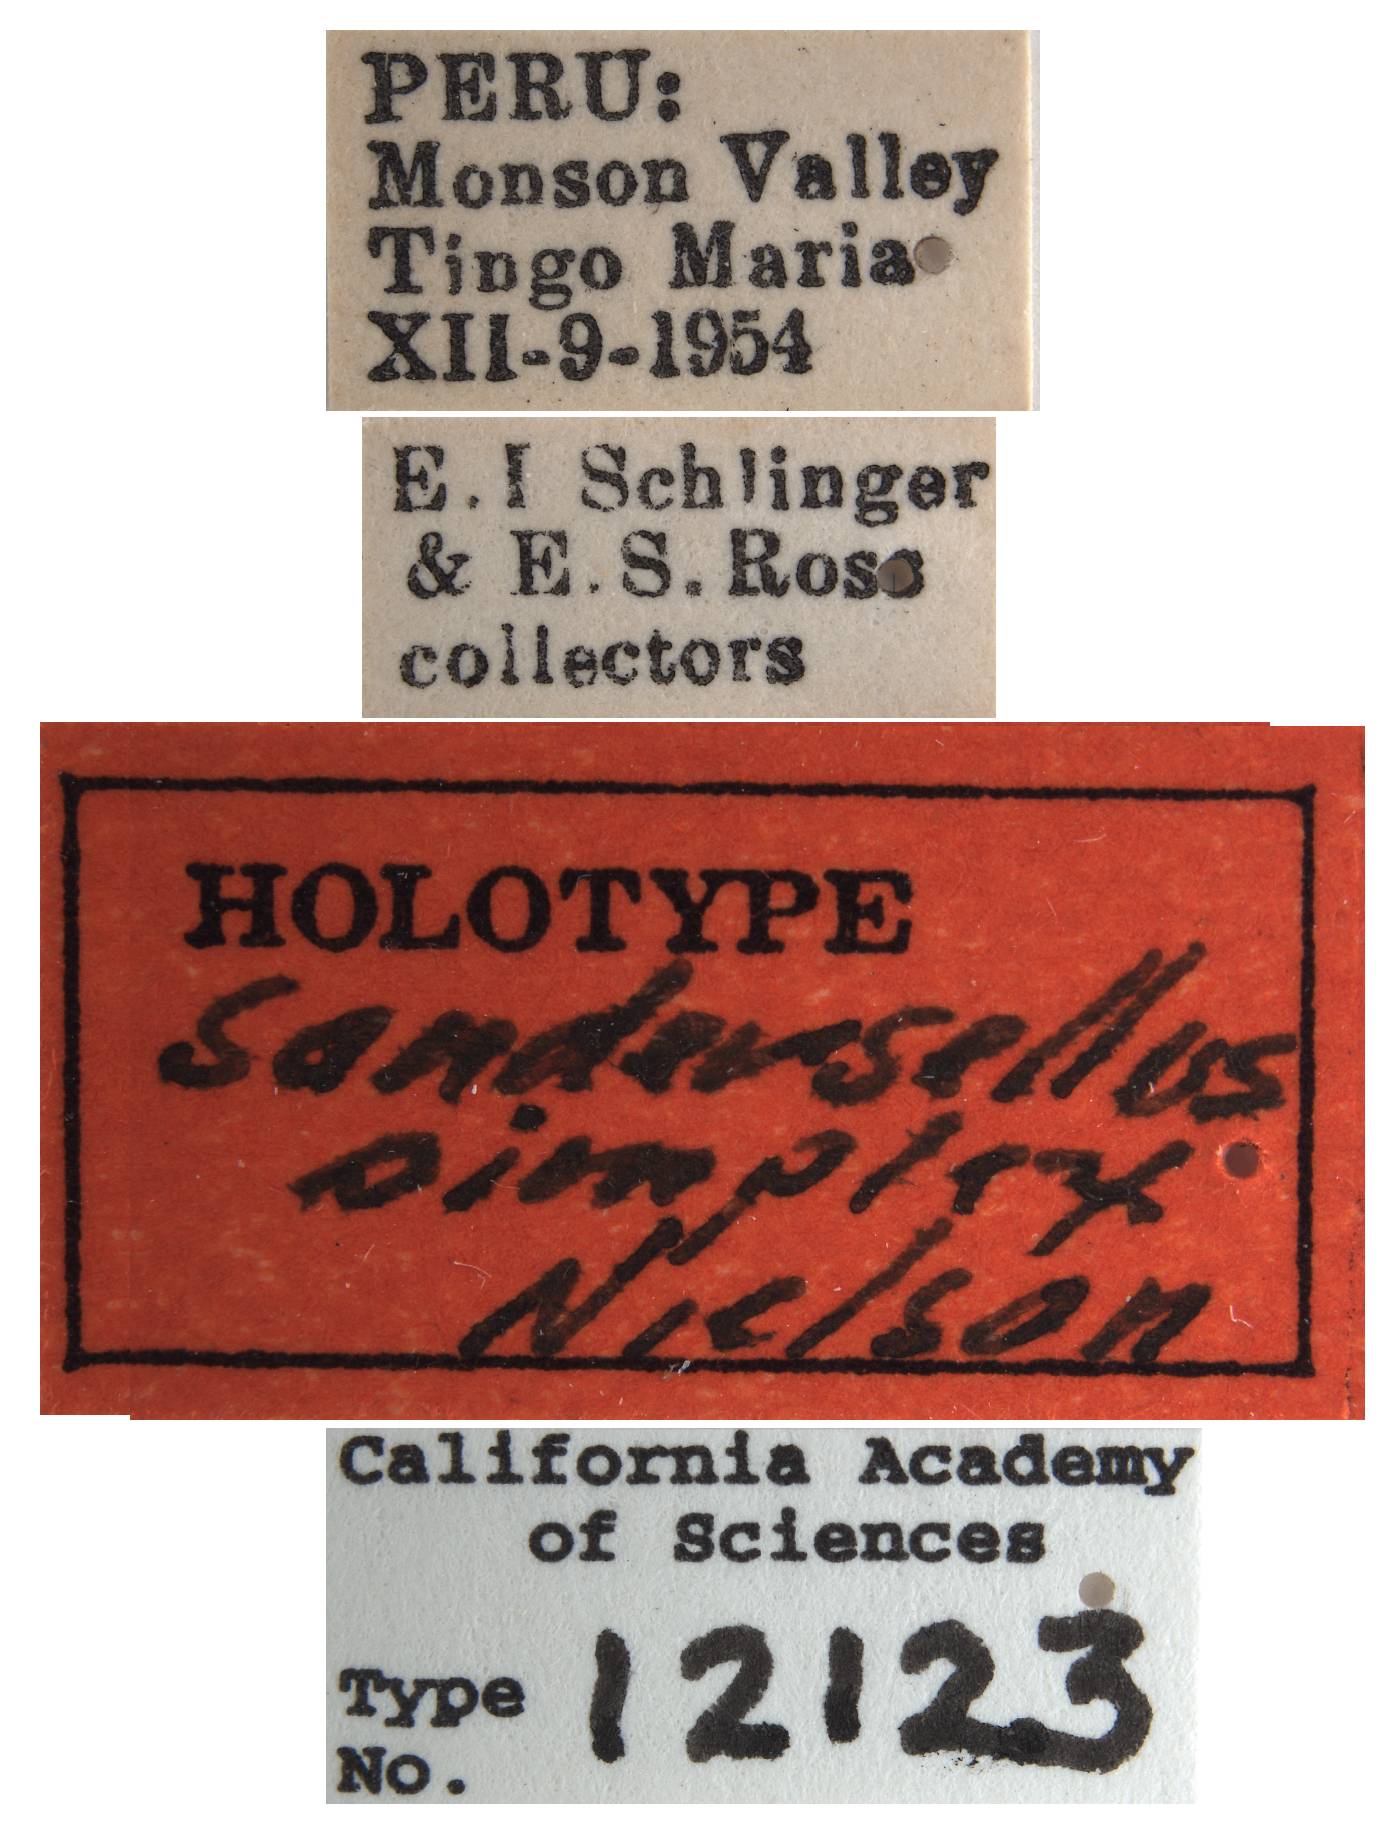 PERU:
Monson Valley
Tingo Maria
XII-9-1954
E.I Schlinger
& E.S. Ross
collectors
HOLOTYPE
Sandersellus
simplex
Nielson
California Academy
of Sciences
Type
No. 12123